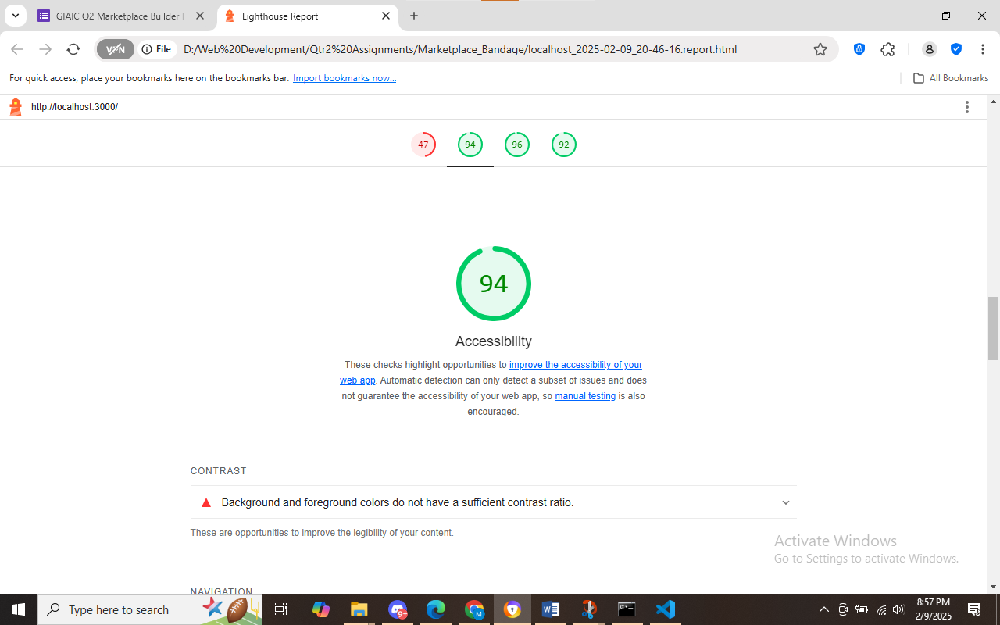 GIAIC Q2 Marketplace Builder H
Lighthouse Report
VPN
File
D:/Web%20Development/Qtr2%20Assignments/Marketplace_Bandage/localhost_2025-02-09_20-46-16.report.html
For quick access, place your bookmarks here on the bookmarks bar. Import bookmarks now...
All Bookmarks
http://localhost:3000/
47 94 96 92
94
Accessibility
These checks highlight opportunities to improve the accessibility of your
web app. Automatic detection can only detect a subset of issues and does
not guarantee the accessibility of your web app, so manual testing is also
encouraged.
CONTRAST
Background and foreground colors do not have a sufficient contrast ratio.
These are opportunities to improve the legibility of your content.
Activate Windows
Go to Settings to activate Windows.
NAVIGATION
Type here to search
9+
M
8:57 PM
2/9/2025